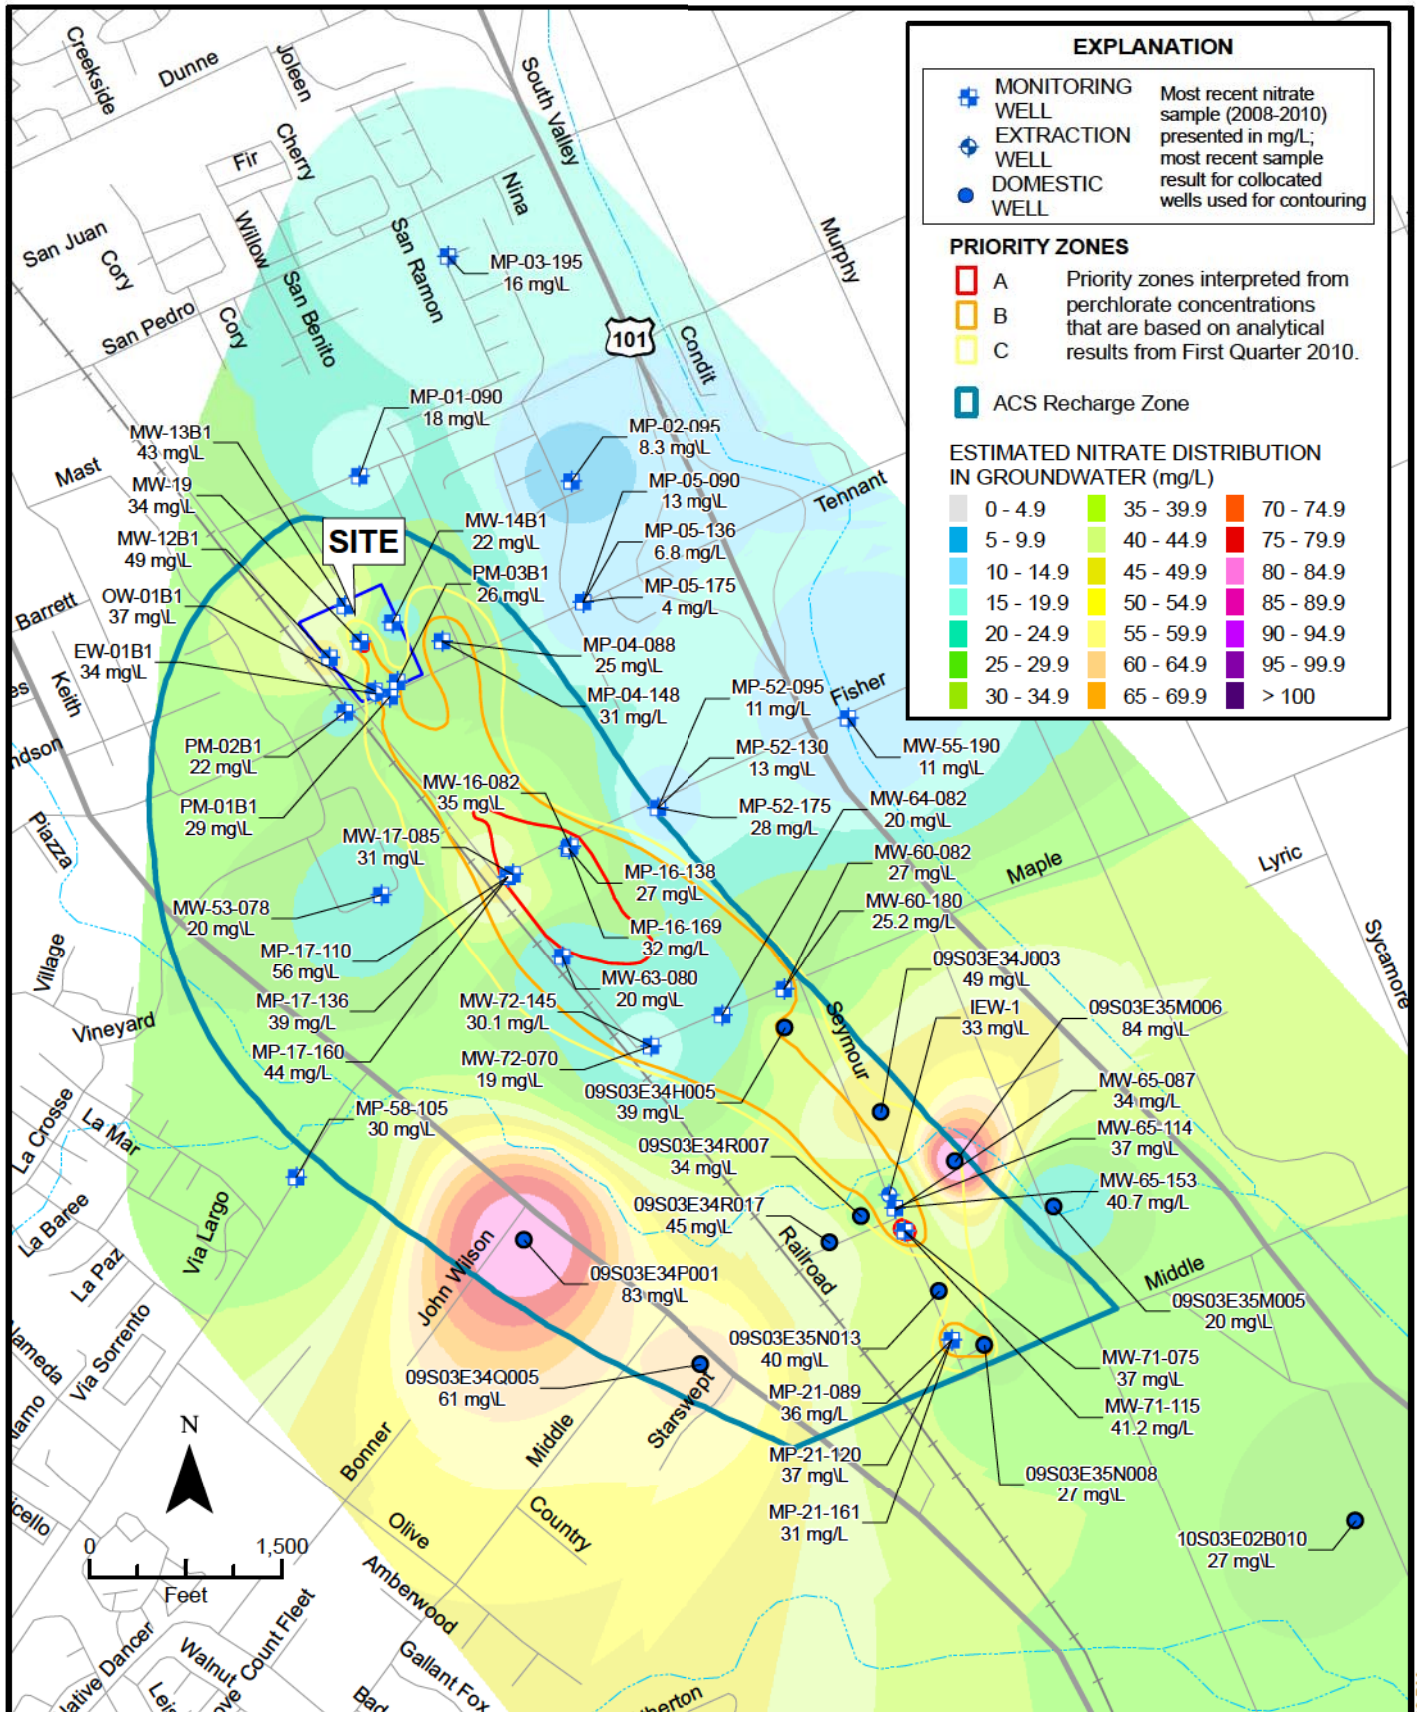 EXPLANATION
MONITORING WELL
EXTRACTION WELL
DOMESTIC WELL
Most recent nitrate
sample (2008-2010)
presented in mg/L;
most recent sample
result for collocated
wells used for contouring
PRIORITY ZONES
A
B
C
Priority zones interpreted from
perchlorate concentrations
that are based on analytical
results from First Quarter 2010.
ACS Recharge Zone
ESTIMATED NITRATE DISTRIBUTION
IN GROUNDWATER (mg/L)
0 - 4.9
5 - 9.9
10 - 14.9
15 - 19.9
20 - 24.9
25 - 29.9
30 - 34.9
35 - 39.9
40 - 44.9
45 - 49.9
50 - 54.9
55 - 59.9
60 - 64.9
65 - 69.9
70 - 74.9
75 - 79.9
80 - 84.9
85 - 89.9
90 - 94.9
95 - 99.9
> 100
Creekside
Dunne
Joleen
South Valley
Cherry
Fir
Nina
Murphy
San Juan
Cory
Willow
San Benito
San Ramon
San Pedro
Cory
MP-03-195
16 mg\L
101
Condit
MP-01-090
18 mg\L
MW-13B1
43 mg\L
MP-02-095
8.3 mg\L
Mast
MW-19
34 mg\L
MP-05-090
13 mg\L
Tennant
MW-12B1
49 mg\L
SITE
MW-14B1
22 mg\L
MP-05-136
6.8 mg/L
PM-03B1
26 mg\L
MP-05-175
4 mg/L
Barrett
OW-01B1
37 mg\L
EW-01B1
34 mg\L
MP-04-088
25 mg\L
MP-04-148
31 mg/L
MP-52-095
11 mg/L
Fisher
es
Keith
ndson
PM-02B1
22 mg\L
MP-52-130
13 mg\L
MW-55-190
11 mg\L
PM-01B1
29 mg\L
MW-16-082
35 mg\L
MP-52-175
28 mg/L
MW-64-082
20 mg\L
Piazza
MW-17-085
31 mg\L
MW-60-082
27 mg\L
Maple
Lyric
MP-16-138
27 mg\L
MW-53-078
20 mg\L
MW-60-180
25.2 mg/L
MP-16-169
32 mg/L
Village
MP-17-110
56 mg\L
Sycamore
MW-63-080
20 mg\L
09S03E34J003
49 mg\L
MP-17-136
39 mg/L
MW-72-145
30.1 mg/L
IEW-1
33 mg\L
09S03E35M006
84 mg/L
Vineyard
MP-17-160
44 mg/L
MW-72-070
19 mg\L
Seymour
09S03E34H005
39 mg\L
MW-65-087
34 mg/L
La Crosse
La Mar
MP-58-105
30 mg\L
MW-65-114
37 mg\L
09S03E34R007
34 mg\L
MW-65-153
40.7 mg/L
La Baree
Via Largo
09S03E34R017
45 mg\L
La Paz
John Wilson
Railroad
Middle
09S03E34P001
83 mg\L
09S03E35M005
20 mg\L
Via Sorrento
09S03E35N013
40 mg\L
MW-71-075
37 mg\L
09S03E34Q005
61 mg\L
Starswept
MP-21-089
36 mg/L
MW-71-115
41.2 mg/L
N
Bonner
Middle
MP-21-120
37 mg\L
09S03E35N008
27 mg\L
icello
MP-21-161
31 mg/L
Olive
Country
10S03E02B010
27 mg\L
0 1,500
Feet
Amberwood
Count Fleet
Walnut
Gallant Fox
Bad